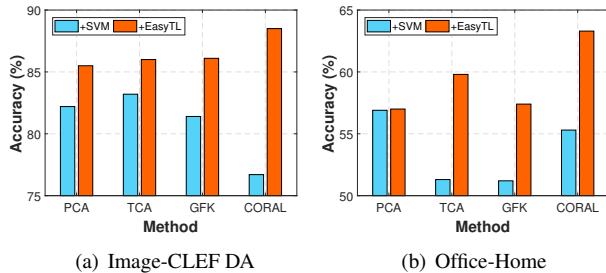 90
85
80
75
Accuracy (%)
+SVM +EasyTL
PCA TCA GFK CORAL
Method
(a) Image-CLEF DA
65
60
55
50
Accuracy (%)
+SVM +EasyTL
PCA TCA GFK CORAL
Method
(b) Office-Home